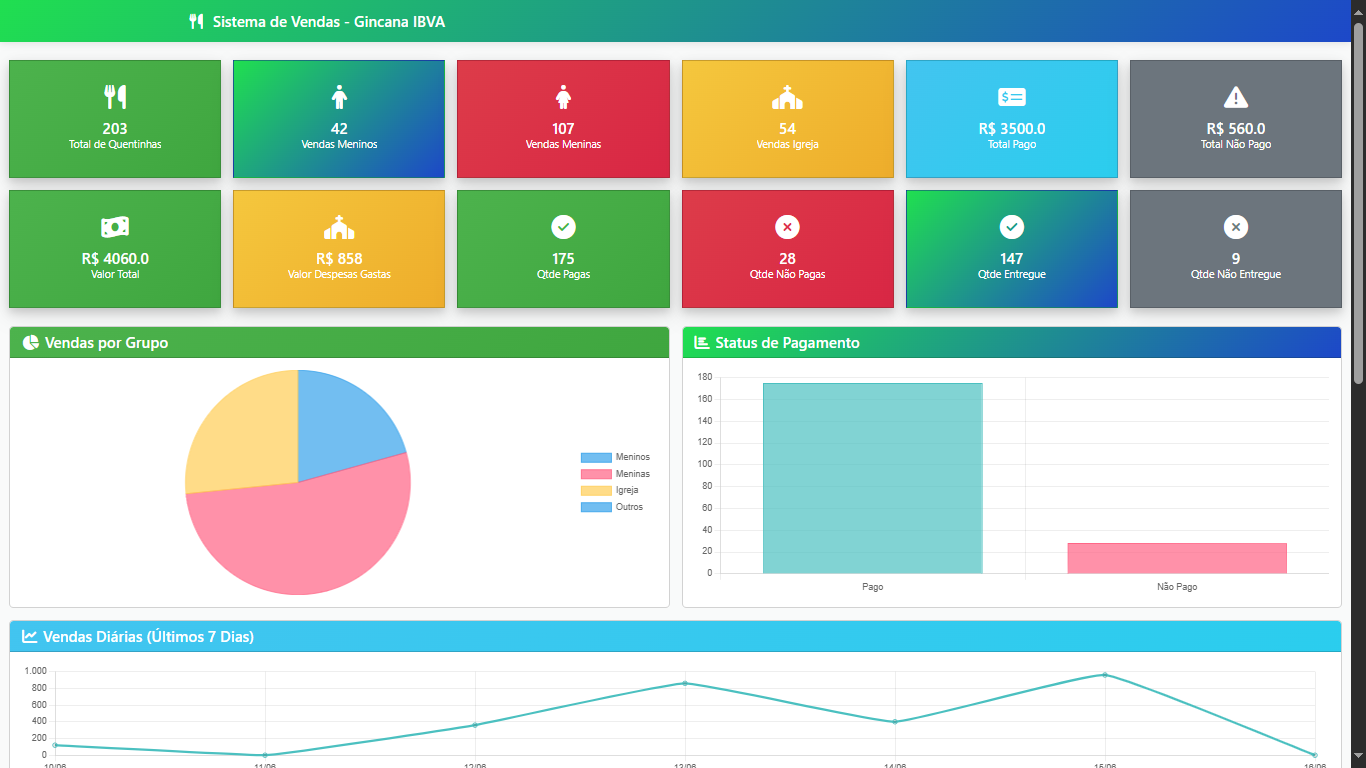 Sistema de Vendas - Gincana IBVA
203
Total de Quentinhas
42
Vendas Meninos
107
Vendas Meninas
54
Vendas Igreja
R$ 3500.0
Total Pago
R$ 560.0
Total Não Pago
R$ 4060.0
Valor Total
R$ 858
Valor Despesas Gastas
175
Qtde Pagas
28
Qtde Não Pagas
147
Qtde Entregue
9
Qtde Não Entregue
Vendas por Grupo
Meninos
Meninas
Igreja
Outros
Status de Pagamento
180
160
140
120
100
80
60
40
20
0
Pago
Não Pago
Vendas Diárias (Últimos 7 Dias)
1.000
800
600
400
200
0
10/06
11/06
12/06
13/06
14/06
15/06
16/06